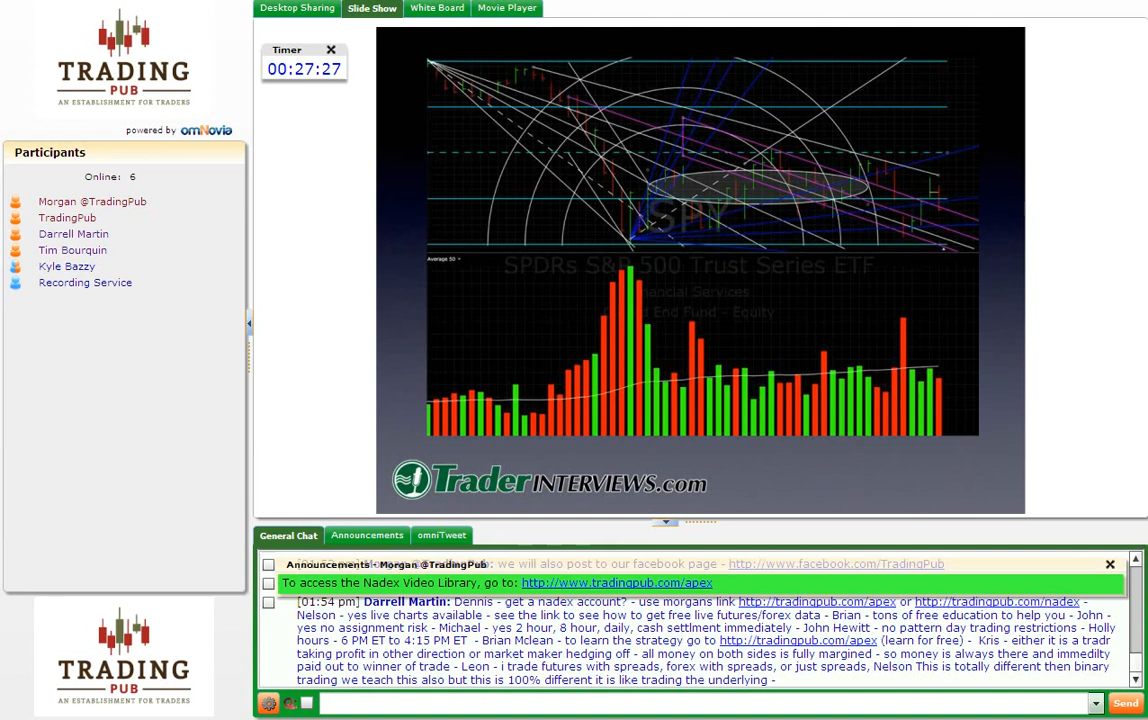 Desktop Sharing
Slide Show
White Board
Movie Player
TRADING
PUB
AN ESTABLISHMENT FOR TRADERS
powered by omNovia
Participants
Online: 6
Morgan @TradingPub
TradingPub
Darrell Martin
Tim Bourquin
Kyle Bazzy
Recording Service
Timer
00:27:27
SPY
Average 50
SPDRs S&P 500 Trust Series ETF
Financial Services
End Fund - Equity
TraderINTERVIEWS.com
General Chat
Announcements
omniTweet
we will also post to our facebook page - http://www.facebook.com/TradingPub
Announcements - Morgan @TradingPub
To access the Nadex Video Library, go to: http://www.tradingpub.com/apex
[01:54 pm] Darrell Martin: Dennis - get a nadex account? - use morgans link http://tradingpub.com/apex or http://tradingpub.com/nadex -
Nelson - yes live charts available - see the link to see how to get free live futures/forex data - Brian - tons of free education to help you - John -
yes no assignment risk - Michael - yes 2 hour, 8 hour, daily, cash settlment immediately - John Hewitt - no pattern day trading restrictions - Holly
hours - 6 PM ET to 4:15 PM ET - Brian Mclean - to learn the strategy go to http://tradingpub.com/apex (learn for free) - Kris - either it is a tradr
taking profit in other direction or market maker hedging off - all money on both sides is fully margined - so money is always there and immedilty
paid out to winner of trade - Leon - i trade futures with spreads, forex with spreads, or just spreads, Nelson This is totally different then binary
trading we teach this also but this is 100% different it is like trading the underlying -
Send
TRADING
PUB
AN ESTABLISHMENT FOR TRADERS